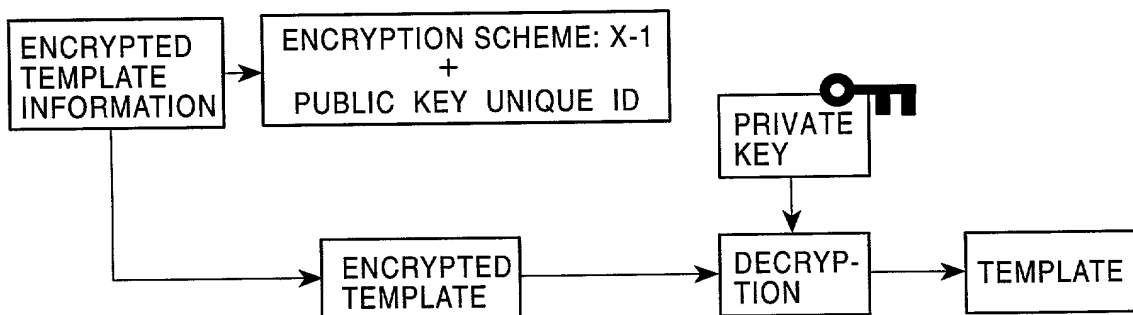 ENCRYPTED
TEMPLATE
INFORMATION
ENCRYPTION SCHEME: X-1
+
PUBLIC KEY UNIQUE ID
PRIVATE
KEY
ENCRYPTED
TEMPLATE
DECRYP-
TION
TEMPLATE